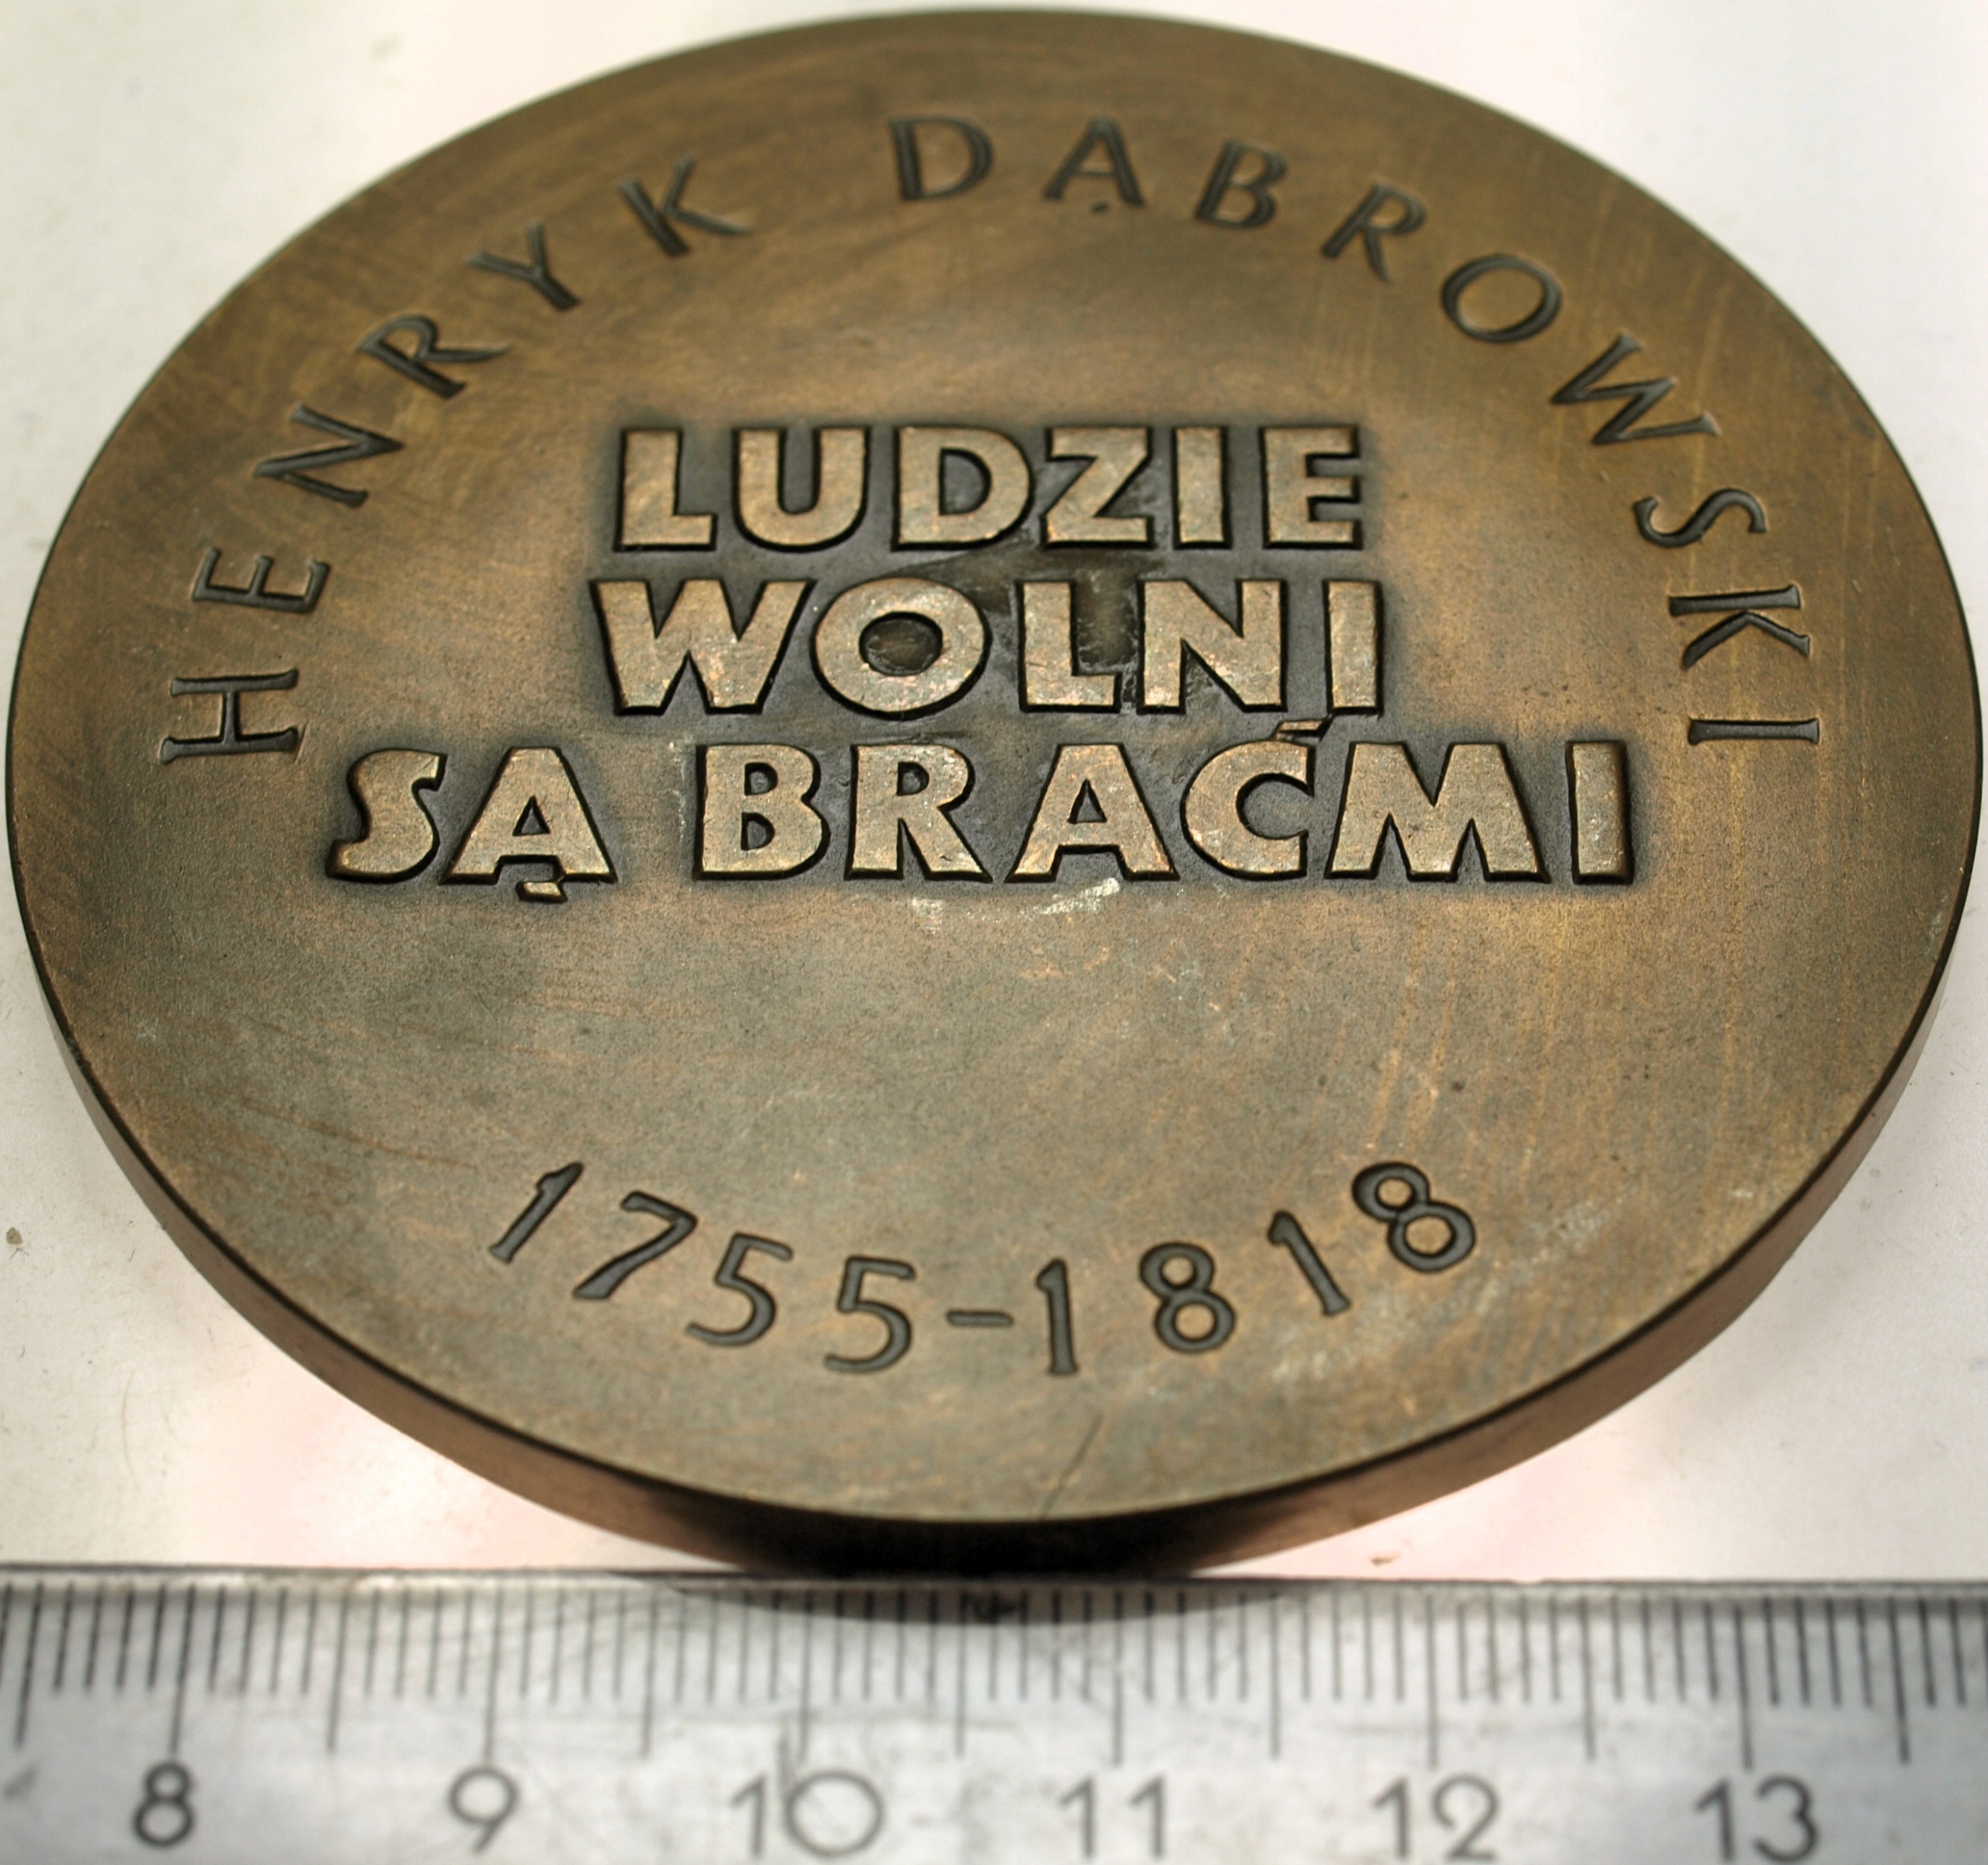 HENRYK DĄBROWSKI
LUDZIE
WOLNI
SĄ BRAĆMI
1755-1818
8 9 10 11 12 13